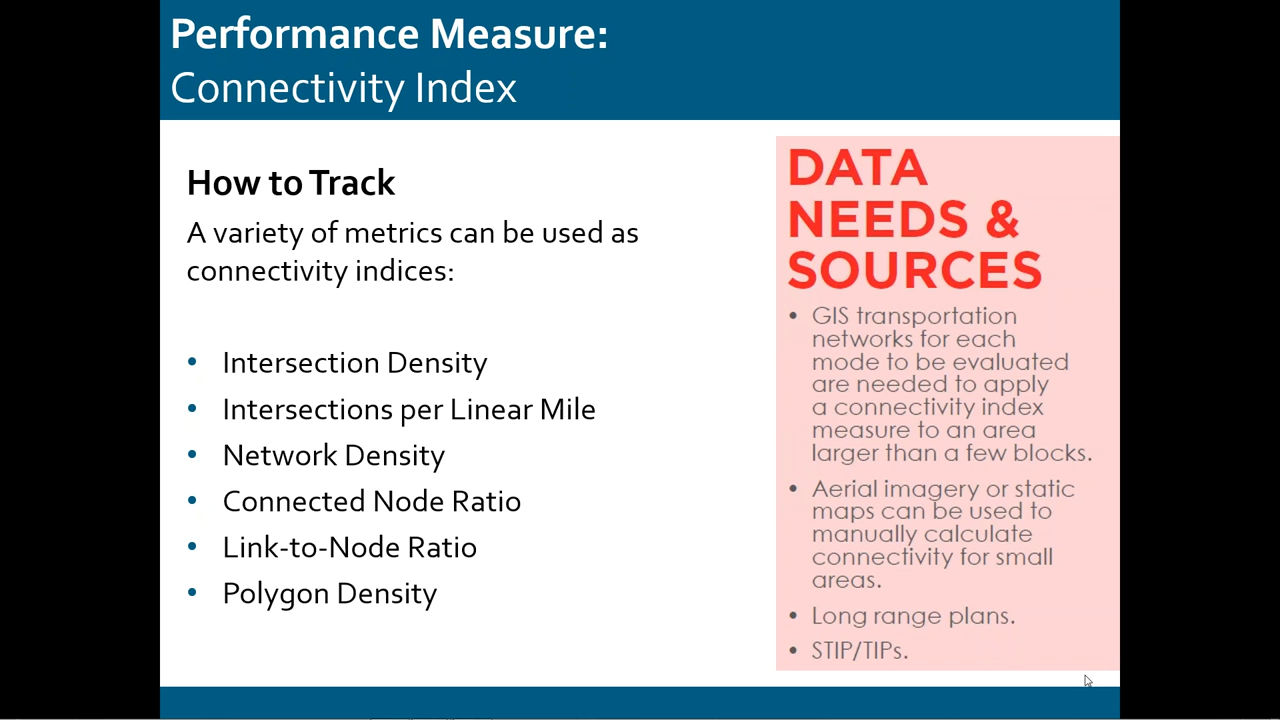 Performance Measure:
Connectivity Index
How to Track
A variety of metrics can be used as
connectivity indices:
• Intersection Density
• Intersections per Linear Mile
• Network Density
• Connected Node Ratio
• Link-to-Node Ratio
• Polygon Density
DATA
NEEDS &
SOURCES
• GIS transportation
networks for each
mode to be evaluated
are needed to apply
a connectivity index
measure to an area
larger than a few blocks.
• Aerial imagery or static
maps can be used to
manually calculate
connectivity for small
areas.
• Long range plans.
• STIP/TIPs.